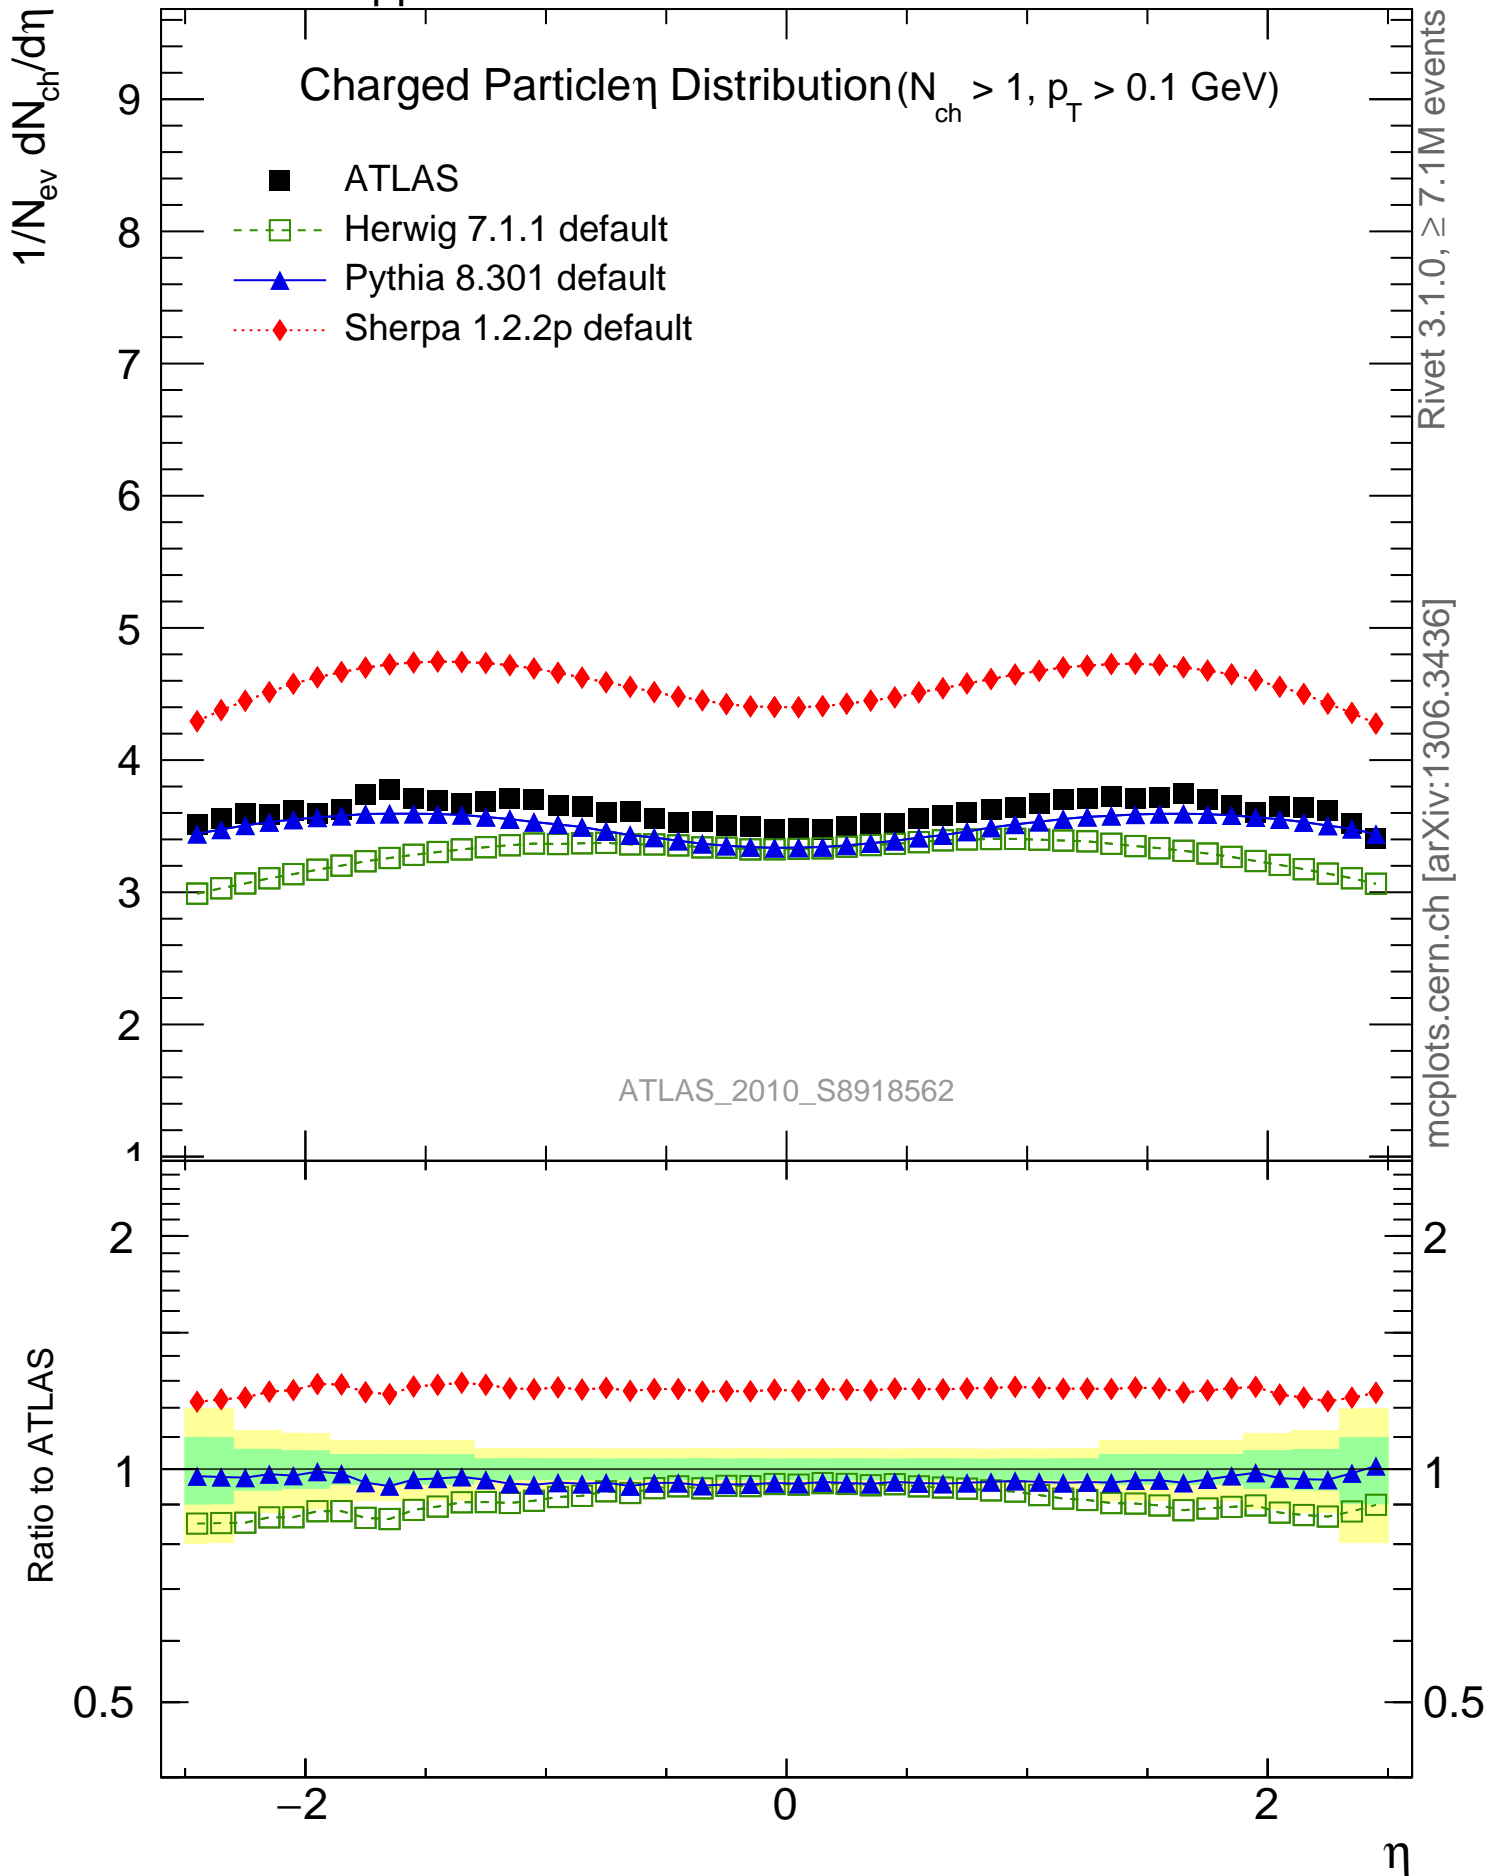 pp
1/N_ev dN_ch/dη
Charged Particle η Distribution (N_ch > 1, p_T > 0.1 GeV)
ATLAS
Herwig 7.1.1 default
Pythia 8.301 default
Sherpa 1.2.2p default
9
8
7
6
5
4
3
2
1
ATLAS_2010_S8918562
Rivet 3.1.0, ≥ 7.1M events
mcplots.cern.ch [arXiv:1306.3436]
Ratio to ATLAS
2
1
0.5
2
1
0.5
−2
0
2
η